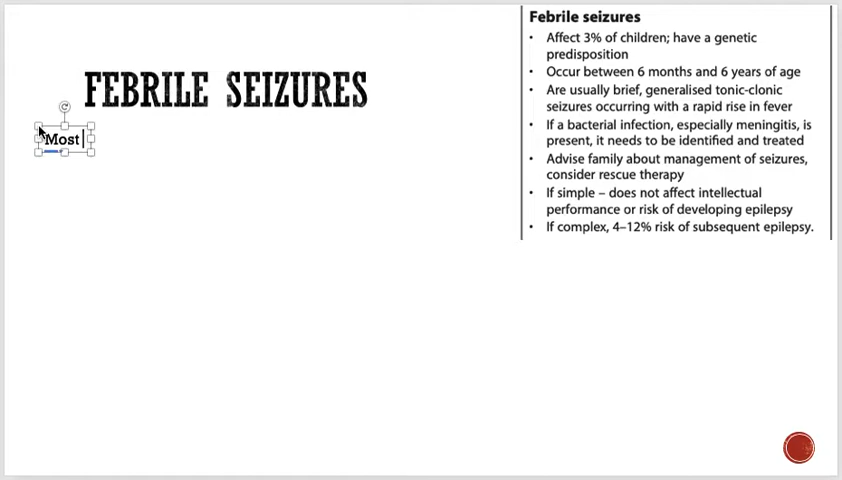 FEBRILE SEIZURES
Most
Febrile seizures
• Affect 3% of children; have a genetic
predisposition
• Occur between 6 months and 6 years of age
• Are usually brief, generalised tonic-clonic
seizures occurring with a rapid rise in fever
• If a bacterial infection, especially meningitis, is
present, it needs to be identified and treated
• Advise family about management of seizures,
consider rescue therapy
• If simple – does not affect intellectual
performance or risk of developing epilepsy
• If complex, 4–12% risk of subsequent epilepsy.